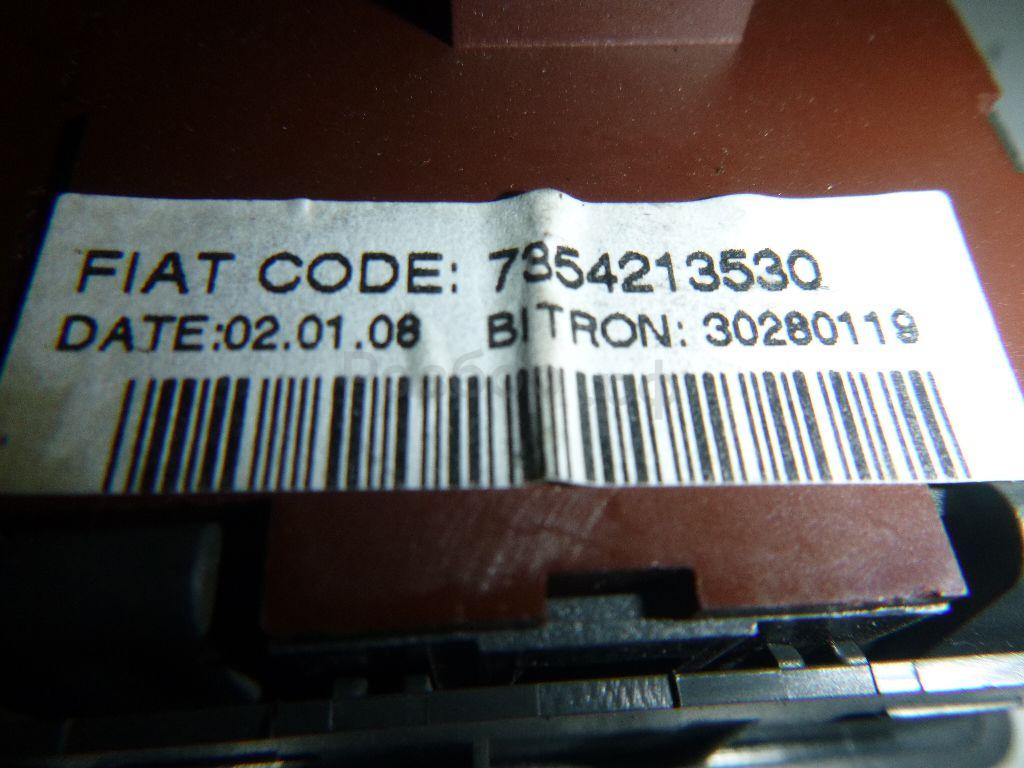 FIAT CODE: 7354213530
DATE:02.01.08 BITRON: 30280119